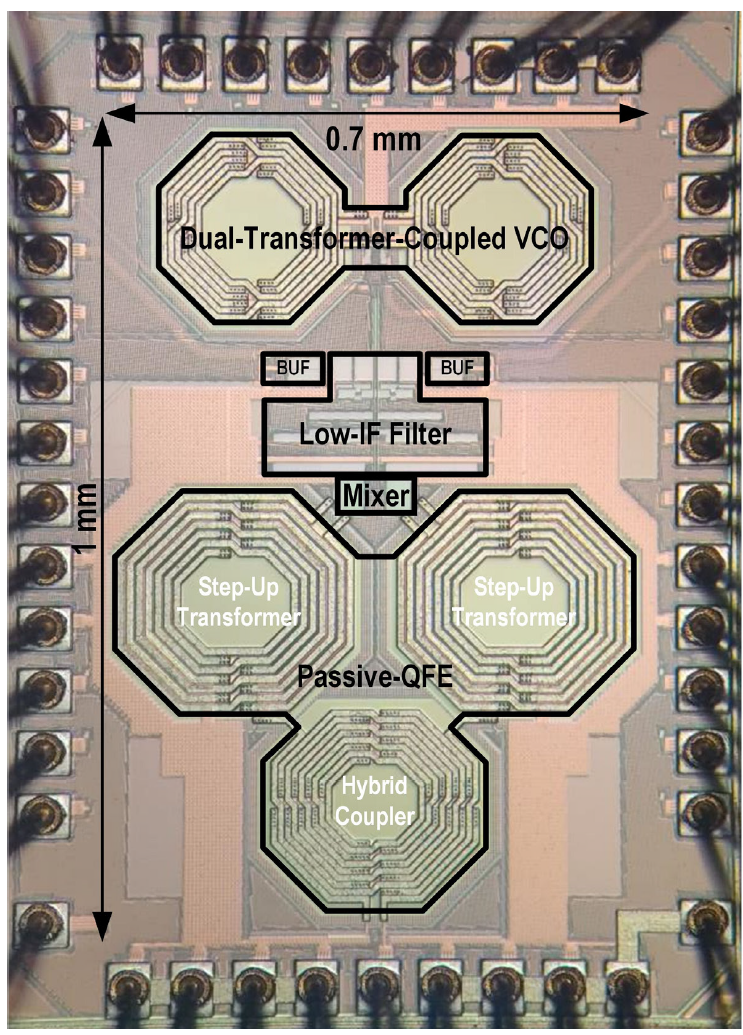 0.7 mm
Dual-Transformer-Coupled VCO
BUF
BUF
Low-IF Filter
Mixer
1 mm
Step-Up
Transformer
Step-Up
Transformer
Passive-QFE
Hybrid
Coupler